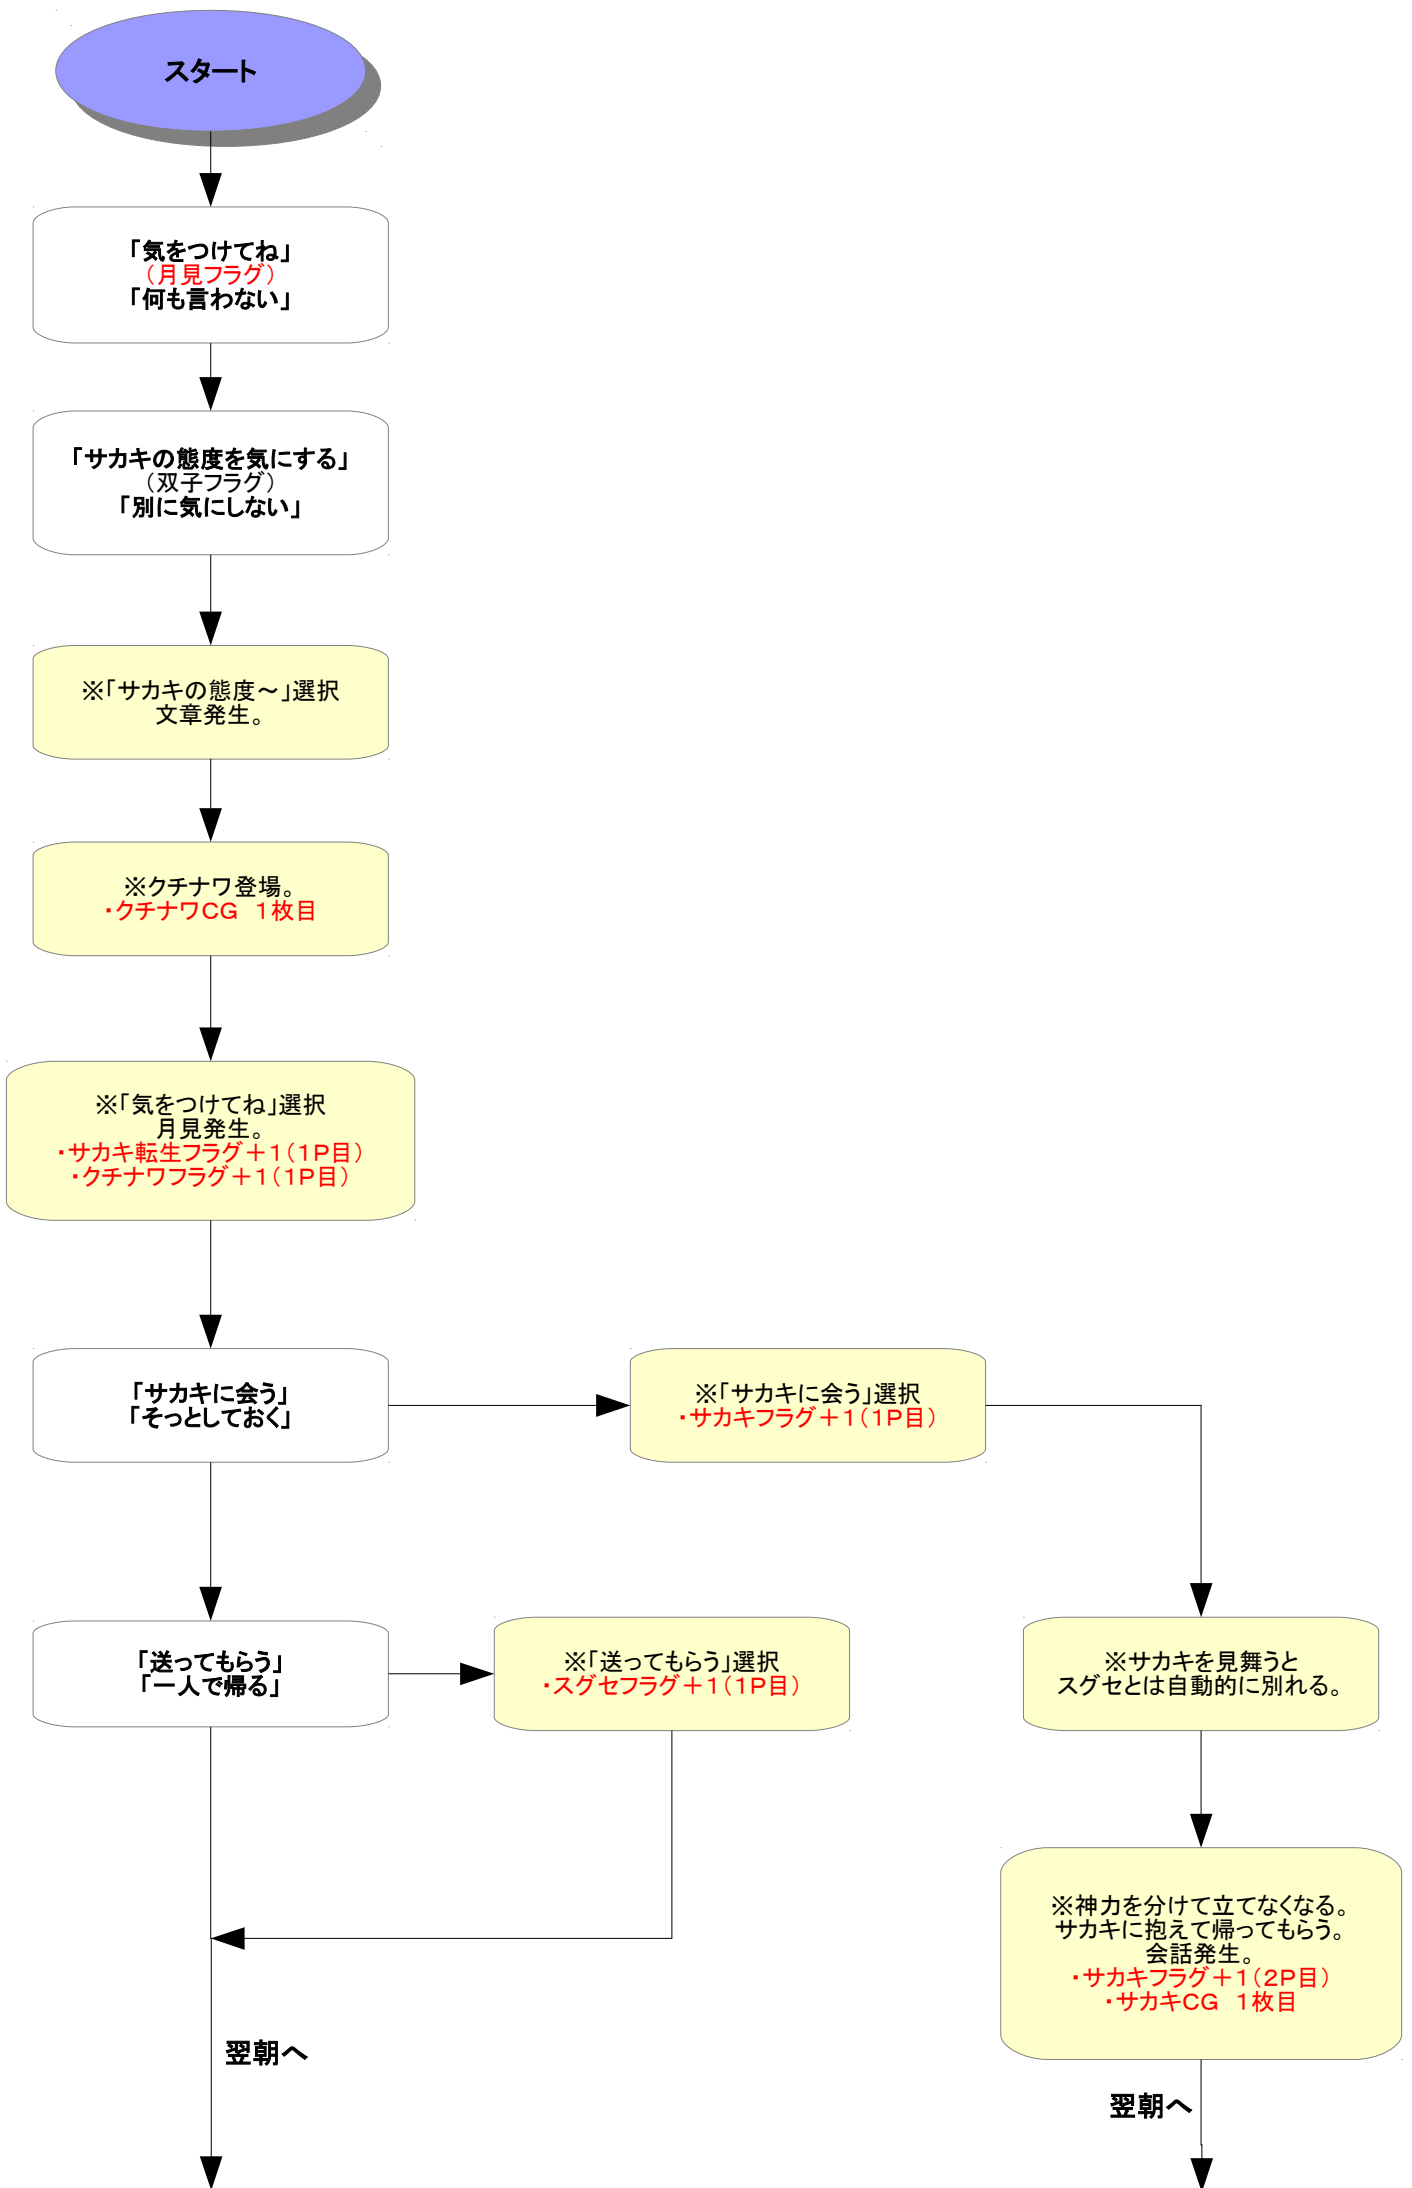 スタート
「気をつけてね」
（月見フラグ）
「何も言わない」
「サカキの態度を気にする」
（双子フラグ）
「別に気にしない」
※「サカキの態度～」選択
文章発生。
※クチナワ登場。
・クチナワCG　1枚目
※「気をつけてね」選択
月見発生。
・サカキ転生フラグ＋1（1P目）
・クチナワフラグ＋1（1P目）
「サカキに会う」
「そっとしておく」
※「サカキに会う」選択
・サカキフラグ＋1（1P目）
「送ってもらう」
「一人で帰る」
※「送ってもらう」選択
・スグセフラグ＋1（1P目）
※サカキを見舞うと
スグセとは自動的に別れる。
※神力を分けて立てなくなる。
サカキに抱えて帰ってもらう。
会話発生。
・サカキフラグ＋1（2P目）
・サカキCG　1枚目
翌朝へ
翌朝へ